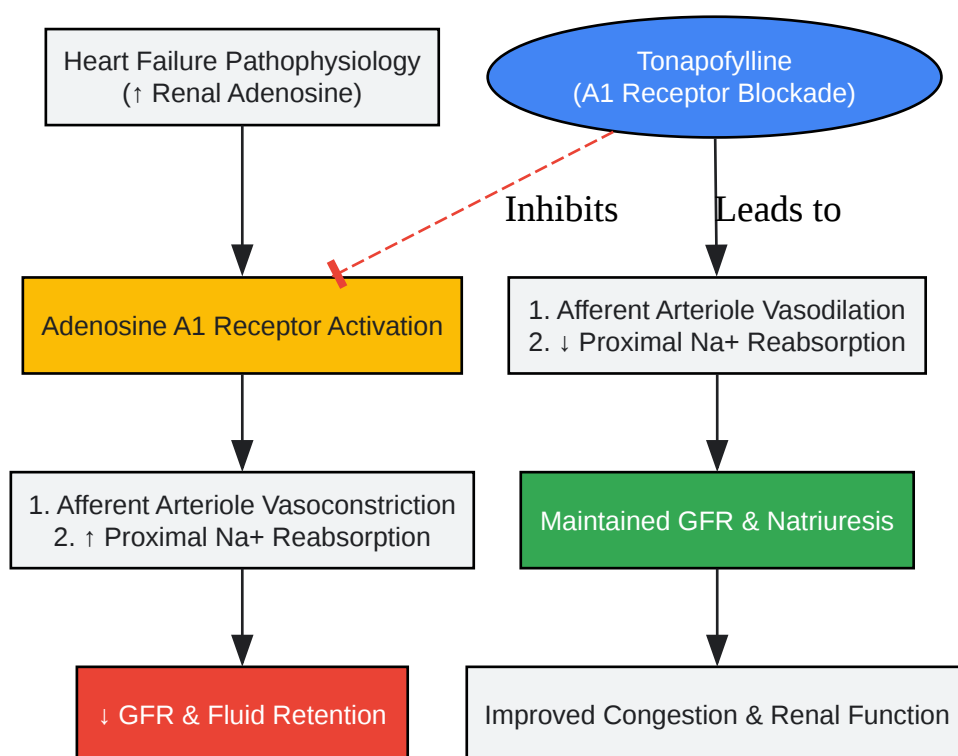 Heart Failure Pathophysiology
(↑ Renal Adenosine)
Tonapofylline
(A1 Receptor Blockade)
Inhibits
Leads to
Adenosine A1 Receptor Activation
1. Afferent Arteriole Vasodilation
2. ↓ Proximal Na+ Reabsorption
1. Afferent Arteriole Vasoconstriction
2. ↑ Proximal Na+ Reabsorption
Maintained GFR & Natriuresis
↓ GFR & Fluid Retention
Improved Congestion & Renal Function